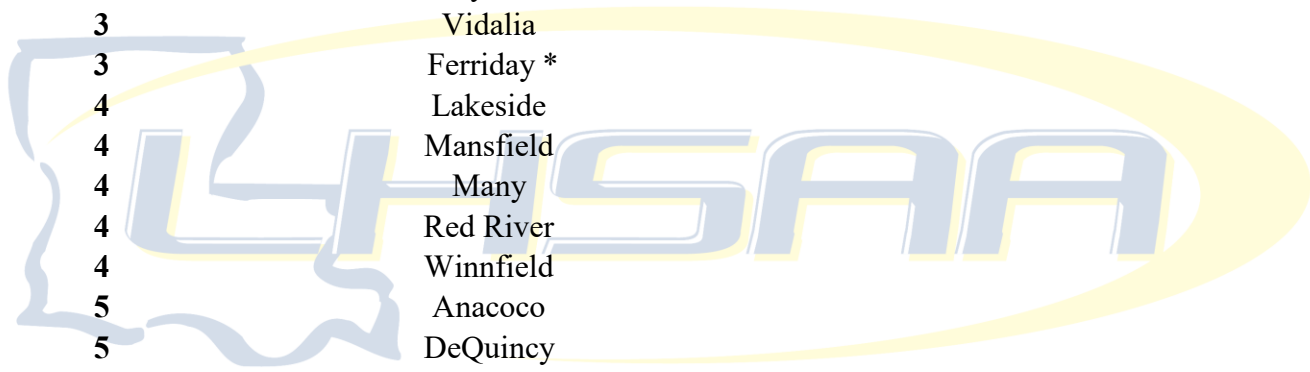 3 Vidalia
3 Ferriday *
4 Lakeside
4 Mansfield
4 Many
4 Red River
4 Winnfield
5 Anacoco
5 DeQuincy
LHSAA